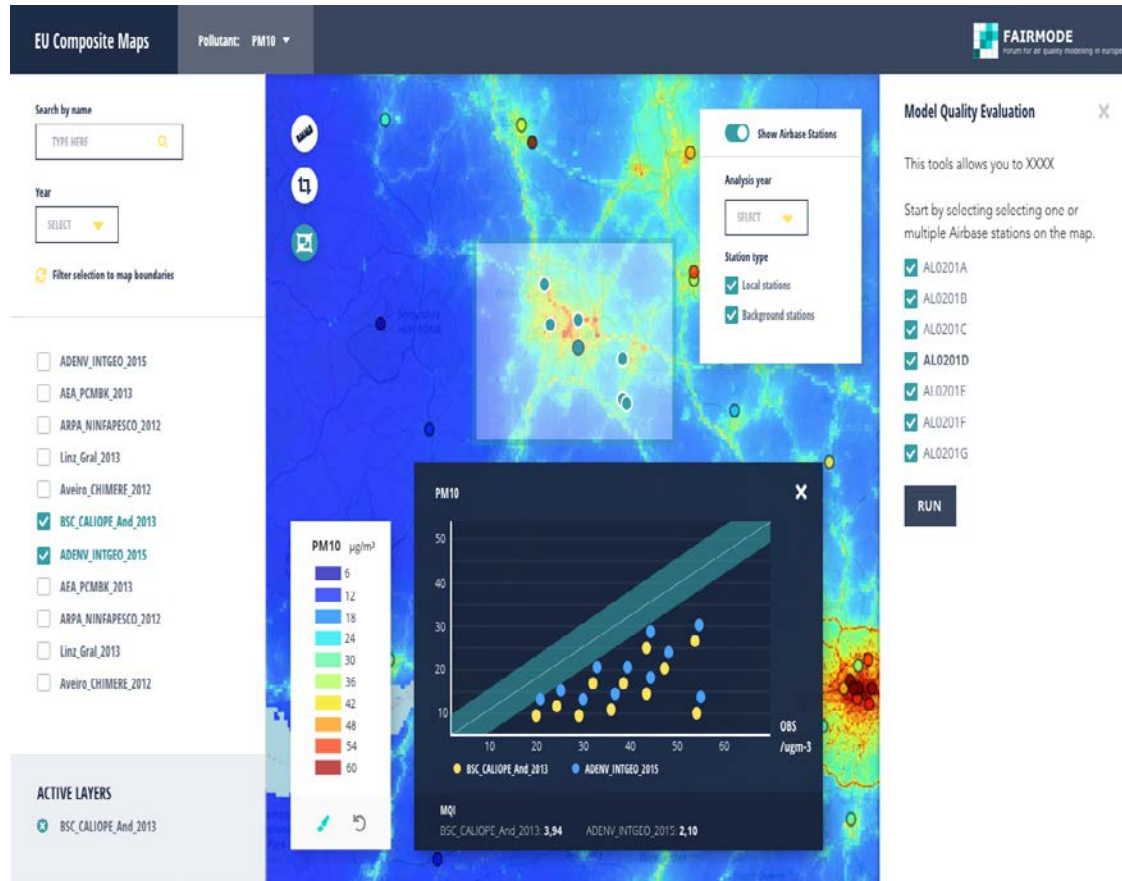 EU Composite Maps
Pollutant: PM10
FAIRMODE
Forum for air quality modeling in europe
Search by name
TYPE HERE
Year
SELECT
Filter selection to map boundaries
ADENV_INTGEO_2015
AEA_PCMBK_2013
ARPA_NINFAPESCO_2012
Linz_Gral_2013
Aveiro_CHIMERE_2012
BSC_CALIOPE_And_2013
ADENV_INTGEO_2015
AEA_PCMBK_2013
ARPA_NINFAPESCO_2012
Linz_Gral_2013
Aveiro_CHIMERE_2012
ACTIVE LAYERS
BSC_CALIOPE_And_2013
Show Airbase Stations
Analysis year
SELECT
Station type
Local stations
Background stations
PM10 µg/m³
6
12
18
24
30
36
42
48
54
60
PM10
50
40
30
20
10
10 20 30 40 50 60
OBS
/ugm-3
BSC_CALIOPE_And_2013 ADENV_INTGEO_2015
MQI
BSC_CALIOPE_And_2013: 3,94 ADENV_INTGEO_2015: 2,10
Model Quality Evaluation
This tools allows you to XXXX
Start by selecting selecting one or
multiple Airbase stations on the map.
AL0201A
AL0201B
AL0201C
AL0201D
AL0201E
AL0201F
AL0201G
RUN